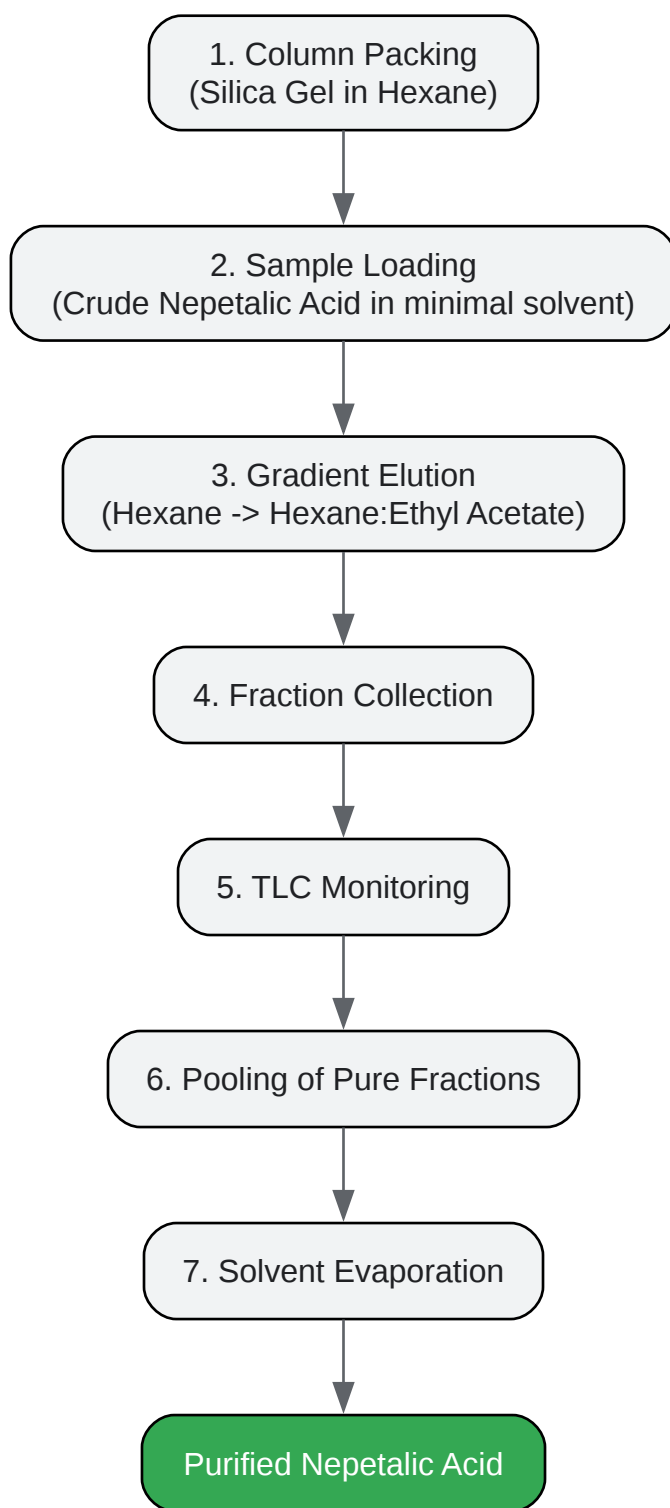 1. Column Packing
(Silica Gel in Hexane)
2. Sample Loading
(Crude Nepetalic Acid in minimal solvent)
3. Gradient Elution
(Hexane -> Hexane:Ethyl Acetate)
4. Fraction Collection
5. TLC Monitoring
6. Pooling of Pure Fractions
7. Solvent Evaporation
Purified Nepetalic Acid